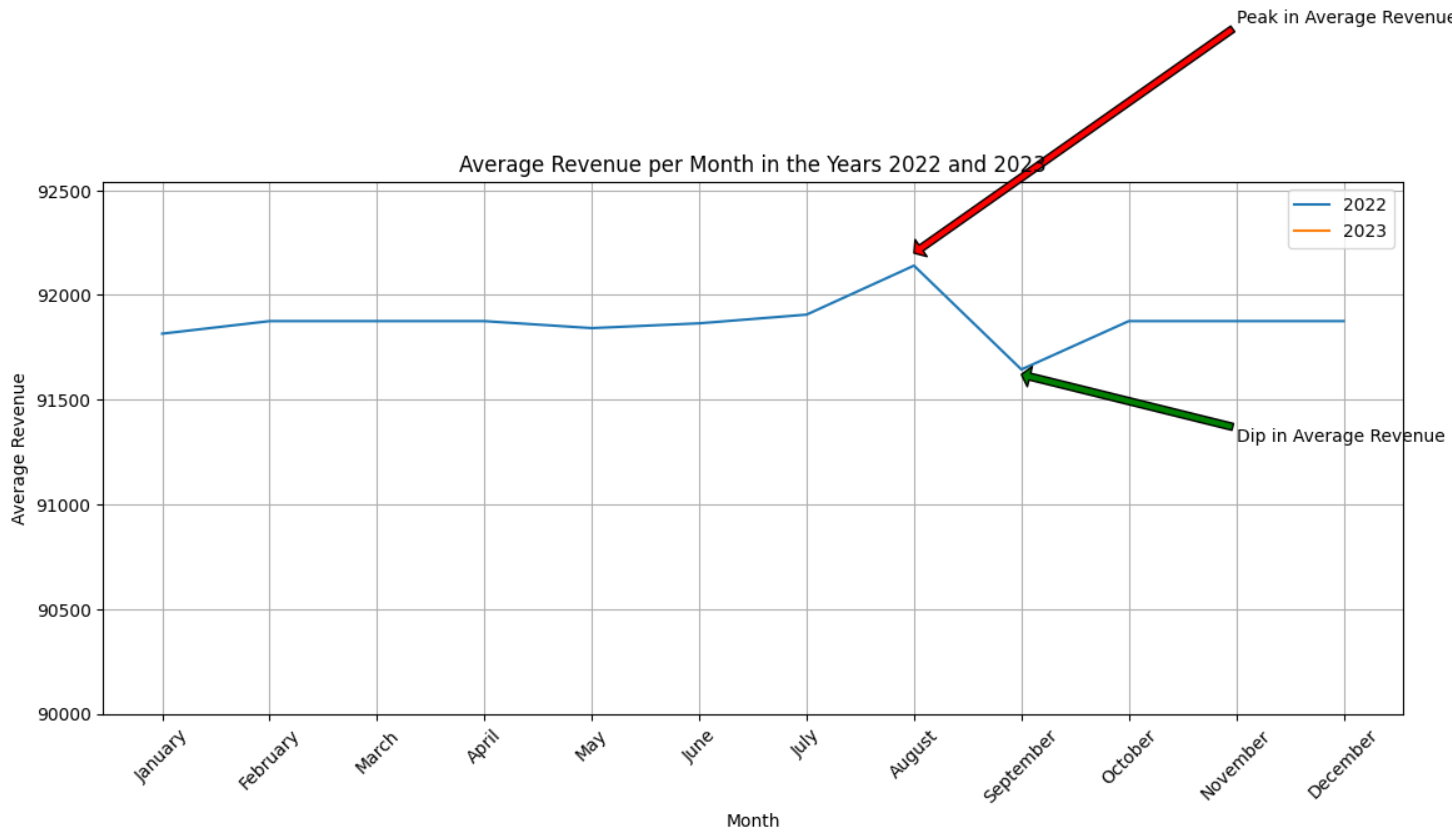 Peak in Average Revenue
Average Revenue per Month in the Years 2022 and 2023
92500
92000
91500
91000
90500
90000
Average Revenue
2022
2023
Dip in Average Revenue
January
February
March
April
May
June
July
August
September
October
November
December
Month